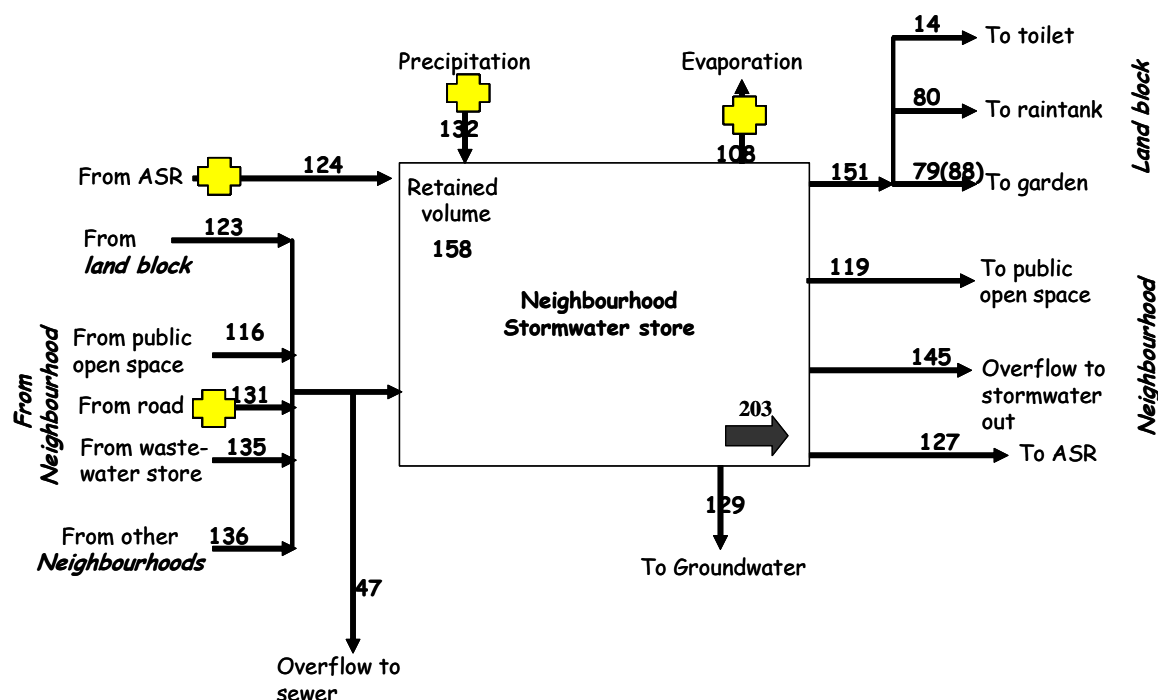 14
To toilet
Precipitation
Evaporation
80
To raintank
Land block
132
108
From ASR
124
151
79(88)
To garden
Retained
volume
158
From
land block
123
119
To public
open space
Neighbourhood
Stormwater store
From
Neighbourhood
From public
open space
116
145
Overflow to
stormwater
out
Neighbourhood
From road
131
203
From waste-
water store
135
127
To ASR
129
From other
Neighbourhoods
136
To Groundwater
47
Overflow to
sewer